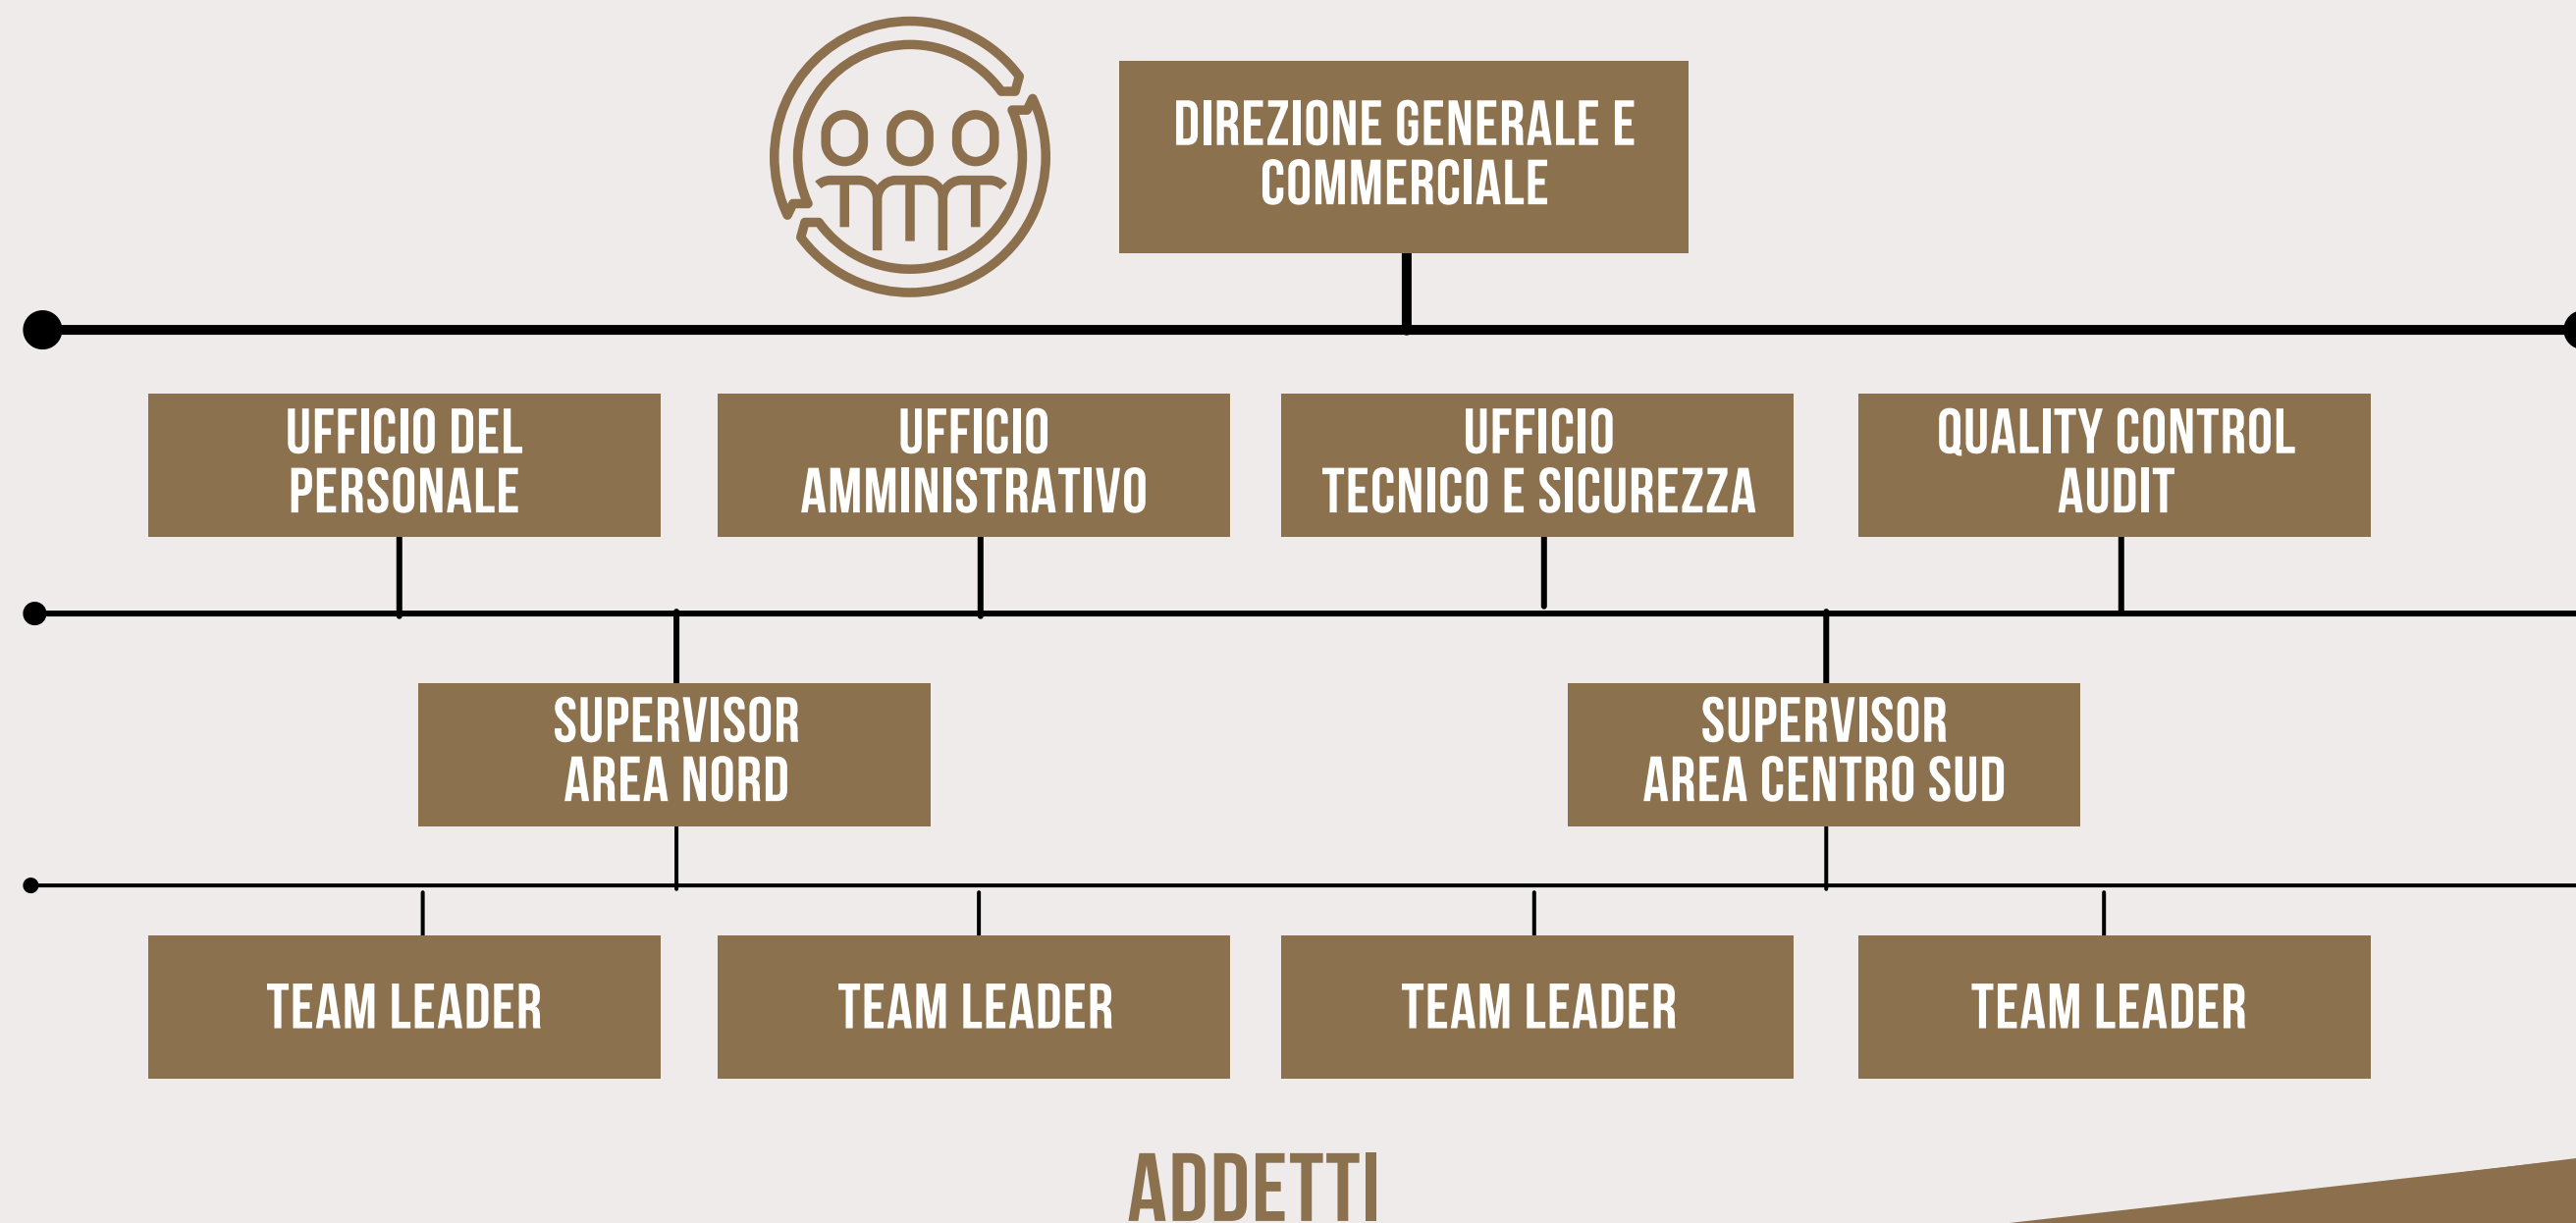 DIREZIONE GENERALE E
COMMERCIALE
UFFICIO DEL
PERSONALE
UFFICIO
AMMINISTRATIVO
UFFICIO
TECNICO E SICUREZZA
QUALITY CONTROL
AUDIT
SUPERVISOR
AREA NORD
SUPERVISOR
AREA CENTRO SUD
TEAM LEADER
TEAM LEADER
TEAM LEADER
TEAM LEADER
ADDETTI